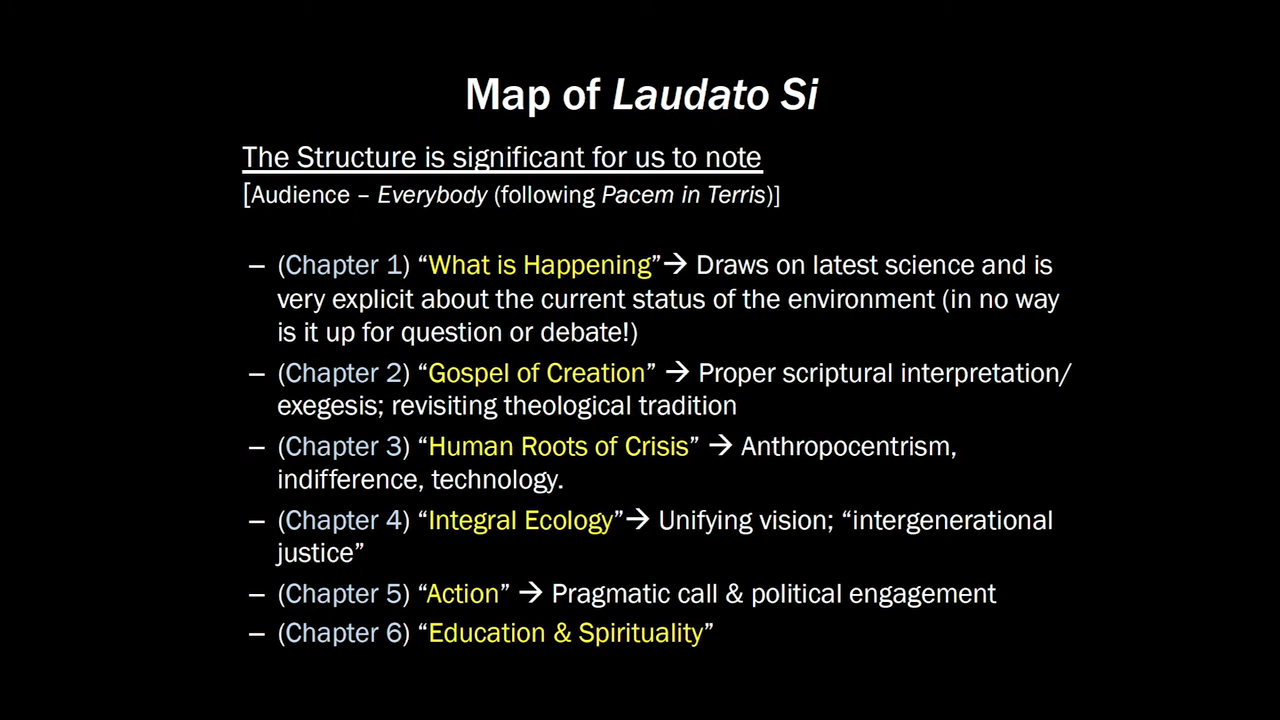 Map of Laudato Si
The Structure is significant for us to note
[Audience – Everybody (following Pacem in Terris)]
– (Chapter 1) “What is Happening”→ Draws on latest science and is
very explicit about the current status of the environment (in no way
is it up for question or debate!)
– (Chapter 2) “Gospel of Creation” → Proper scriptural interpretation/
exegesis; revisiting theological tradition
– (Chapter 3) “Human Roots of Crisis” → Anthropocentrism,
indifference, technology.
– (Chapter 4) “Integral Ecology”→ Unifying vision; “intergenerational
justice”
– (Chapter 5) “Action” → Pragmatic call & political engagement
– (Chapter 6) “Education & Spirituality”